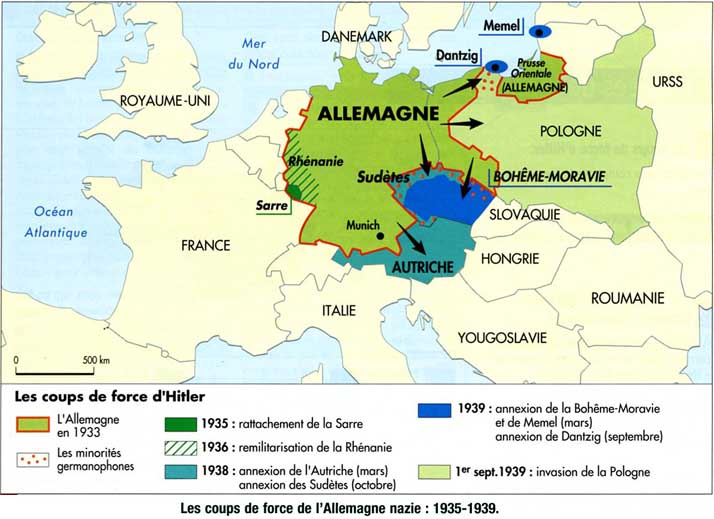 Memel
DANEMARK
Mer
du Nord
Dantzig
Prusse
Orientale
(ALLEMAGNE)
URSS
ROYAUME-UNI
ALLEMAGNE
POLOGNE
Rhénanie
Sudètes
BOHÊME-MORAVIE
Sarre
Océan
Atlantique
SLOVAQUIE
Munich
FRANCE
AUTRICHE
HONGRIE
ROUMANIE
ITALIE
YOUGOSLAVIE
0 500 km
Les coups de force d'Hitler
L'Allemagne
en 1933
Les minorités
germanophones
1935 : rattachement de la Sarre
1936 : remilitarisation de la Rhénanie
1938 : annexion de l'Autriche (mars)
annexion des Sudètes (octobre)
1939 : annexion de la Bohême-Moravie
et de Memel (mars)
annexion de Dantzig (septembre)
1er sept.1939 : invasion de la Pologne
Les coups de force de l'Allemagne nazie : 1935-1939.